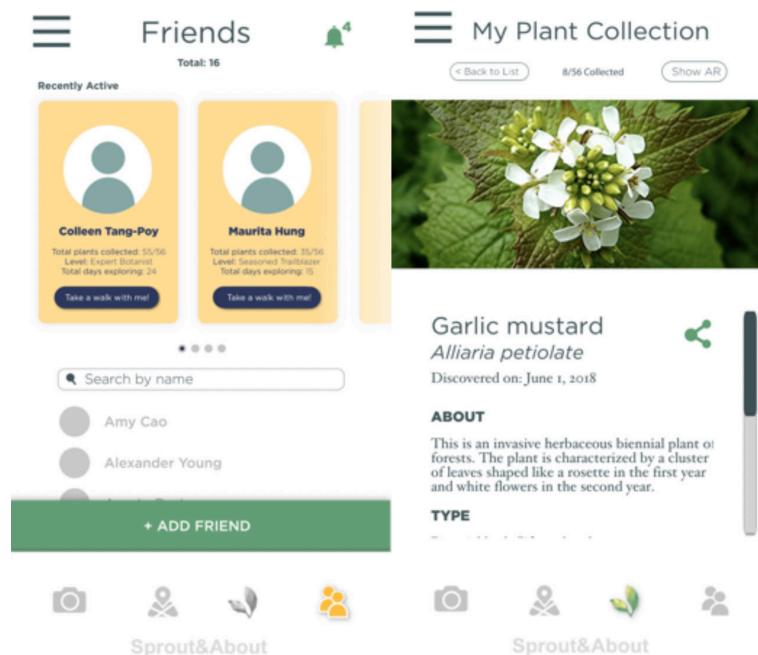 Friends
4
Total: 16
Recently Active
Colleen Tang-Poy
Total plants collected: 55/56
Level: Expert Botanist
Total days exploring: 24
Take a walk with me!
Maurita Hung
Total plants collected: 35/56
Level: Seasoned Trailblazer
Total days exploring: 15
Take a walk with me!
Search by name
Amy Cao
Alexander Young
+ ADD FRIEND
Sprout&About
My Plant Collection
< Back to List
8/56 Collected
Show AR
Garlic mustard
Alliaria petiolate
Discovered on: June 1, 2018
ABOUT
This is an invasive herbaceous biennial plant of
forests. The plant is characterized by a cluster
of leaves shaped like a rosette in the first year
and white flowers in the second year.
TYPE
Sprout&About